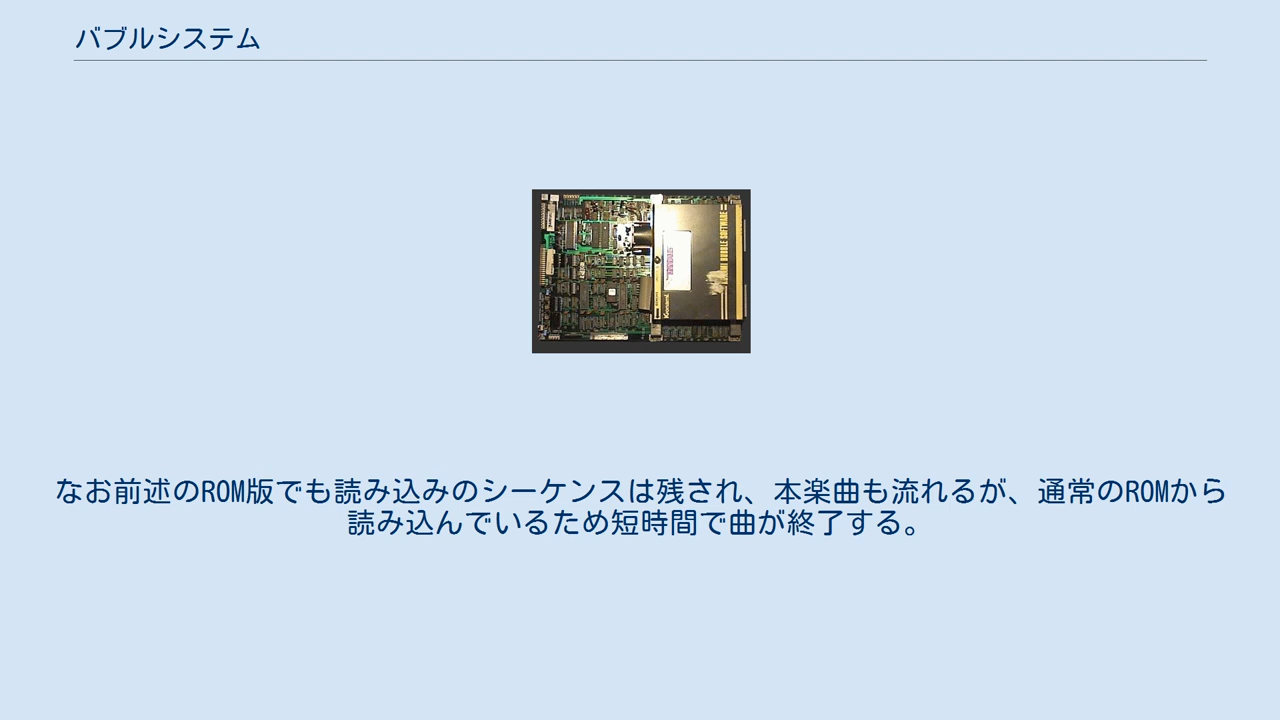 バブルシステム
BUBBLE SOFTWARE
Konami
なお前述のROM版でも読み込みのシーケンスは残され、本楽曲も流れるが、通常のROMから
読み込んでいるため短時間で曲が終了する。